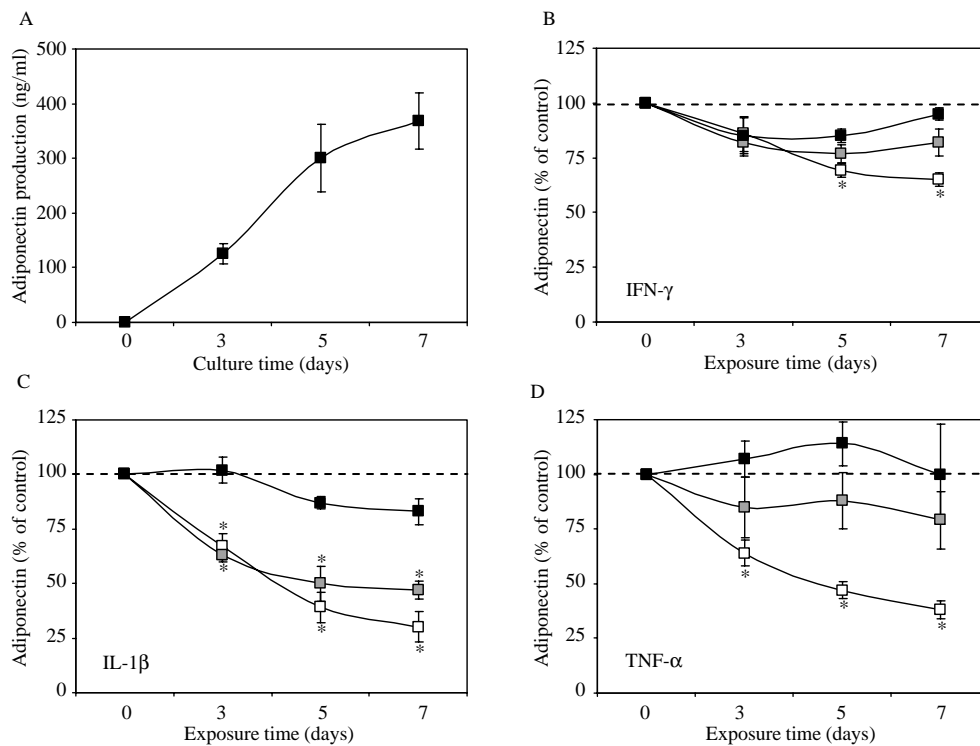 A
Adiponectin production (ng/ml)
500
400
300
200
100
0
0 3 5 7
Culture time (days)
B
Adiponectin (% of control)
125
100
75
50
25
0
* *
IFN-γ
0 3 5 7
Exposure time (days)
C
Adiponectin (% of control)
125
100
75
50
25
0
* * *
* * *
IL-1β
0 3 5 7
Exposure time (days)
D
Adiponectin (% of control)
125
100
75
50
25
0
* * *
TNF-α
0 3 5 7
Exposure time (days)